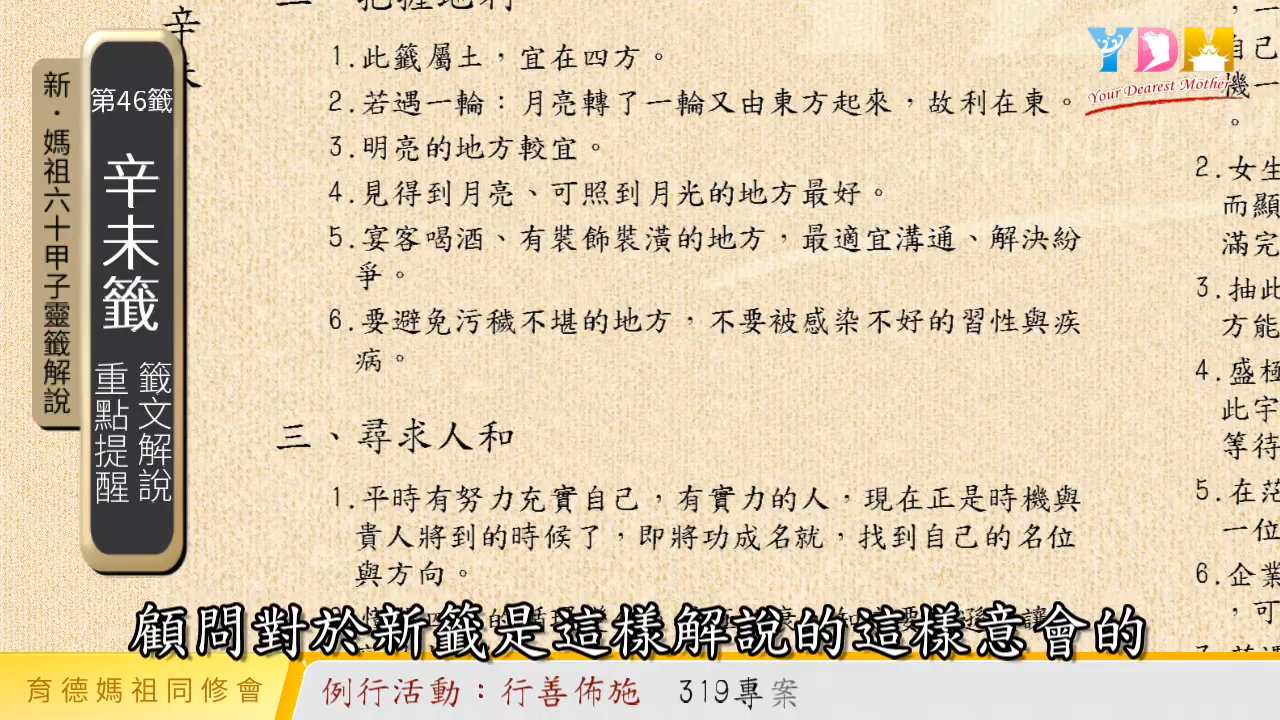 新・媽祖六十甲子靈籤解說
第46籤
辛未籤
籤文解說
重點提醒
辛
1.此籤屬土，宜在四方。
2.若遇一輪：月亮轉了一輪又由東方起來，故利在東。
3.明亮的地方較宜。
4.見得到月亮、可照到月光的地方最好。
5.宴客喝酒、有裝飾裝潢的地方，最適宜溝通、解決紛
爭。
6.要避免污穢不堪的地方，不要被感染不好的習性與疾
病。
三、尋求人和
1.平時有努力充實自己，有實力的人，現在正是時機與
貴人將到的時候了，即將功成名就，找到自己的名位
與方向。
YDM
Your Dearest Mother
自己
機一
。
2.女生
而顯
滿完
3.抽此
方能
4.盛極
此宇
等待
5.在茫
一位
6.企業
，可
顧問對於新籤是這樣解說的這樣意會的
育德媽祖同修會
例行活動：行善佈施 319專案